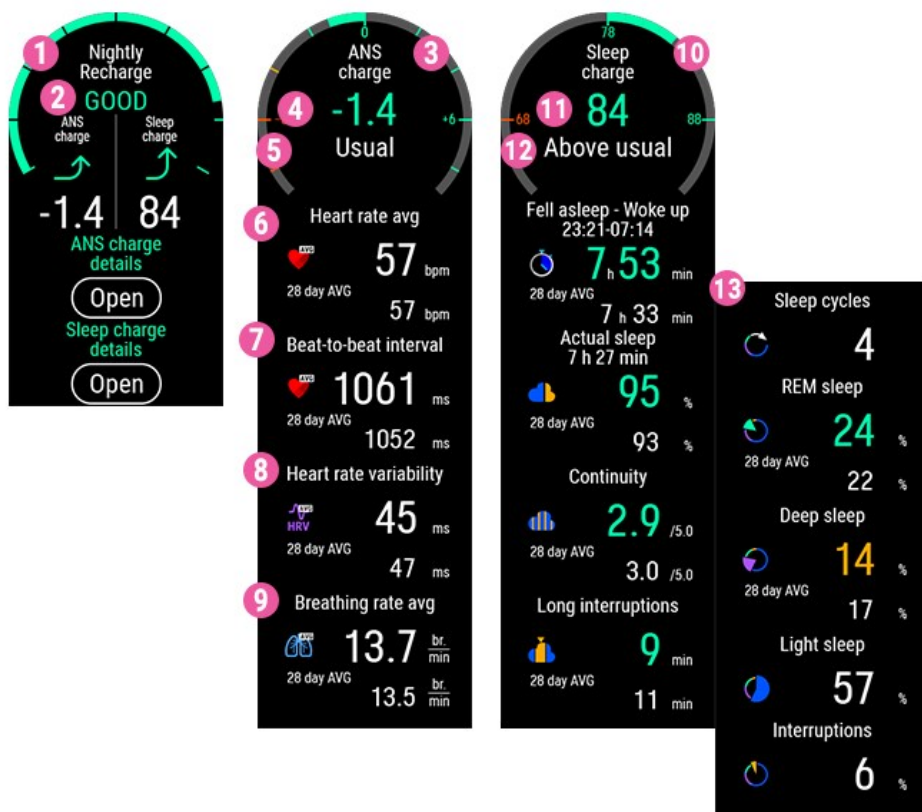 1
Nightly
Recharge
2
GOOD
ANS
charge
Sleep
charge
-1.4
84
ANS charge
details
Open
Sleep charge
details
Open
0
3
ANS
charge
4
-1.4
+6
5
Usual
6
Heart rate avg
AVG
57 bpm
28 day AVG
57 bpm
7
Beat-to-beat interval
AVG
1061 ms
28 day AVG
1052 ms
8
Heart rate variability
AVG
HRV
45 ms
28 day AVG
47 ms
9
Breathing rate avg
AVG
13.7 br.
min
28 day AVG
13.5 br.
min
78
10
Sleep
charge
68
11
84
88
12
Above usual
Fell asleep - Woke up
23:21-07:14
7 h 53 min
28 day AVG
7 h 33 min
Actual sleep
7 h 27 min
95 %
28 day AVG
93 %
Continuity
2.9 /5.0
28 day AVG
3.0 /5.0
Long interruptions
9 min
28 day AVG
11 min
13
Sleep cycles
4
REM sleep
24 %
28 day AVG
22 %
Deep sleep
14 %
28 day AVG
17 %
Light sleep
57 %
Interruptions
6 %